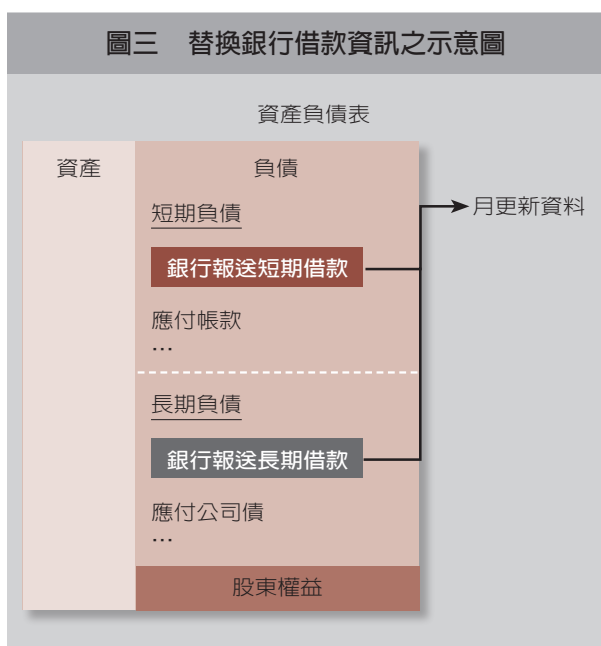 圖三 替換銀行借款資訊之示意圖
資產負債表
資產
負債
短期負債
銀行報送短期借款
應付帳款
…
長期負債
銀行報送長期借款
應付公司債
…
股東權益
月更新資料